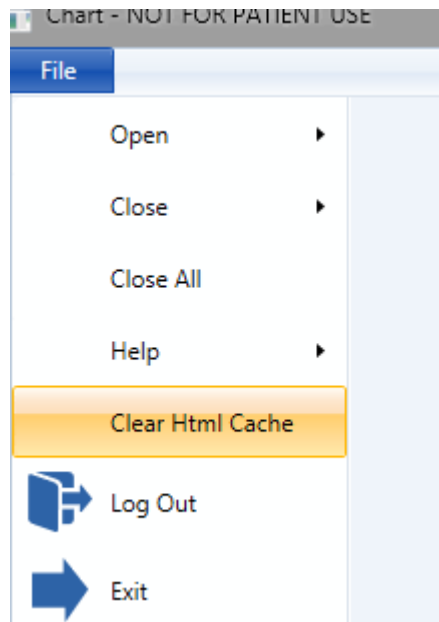 Chart - NOT FOR PATIENT USE
File
Open
Close
Close All
Help
Clear Html Cache
Log Out
Exit